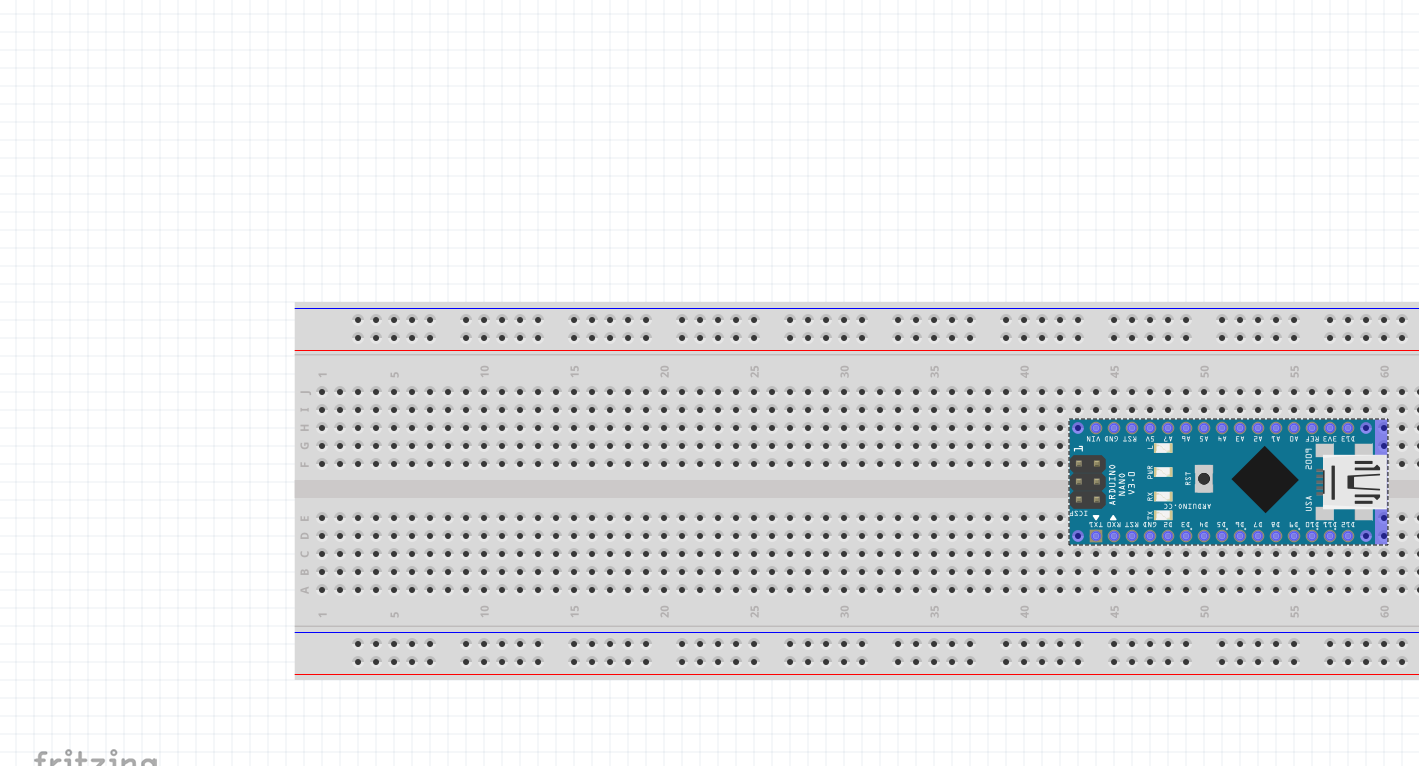 1 5 10 15 20 25 30 35 40 45 50 55 60
J
I
H
G
F
VIN GND RST 5V A7 A6 A5 A4 A3 A2 A1 A0 REF 3V3 D13
1
L
PWR
RX
TX
ARDUINO
NANO
V3.0
RST
2009
USA
ARDUINO.CC
ICSP
TX1 RX0 RST GND D2 D3 D4 D5 D6 D7 D8 D9 D10 D11 D12
E
D
C
B
A
1 5 10 15 20 25 30 35 40 45 50 55 60
fritzing